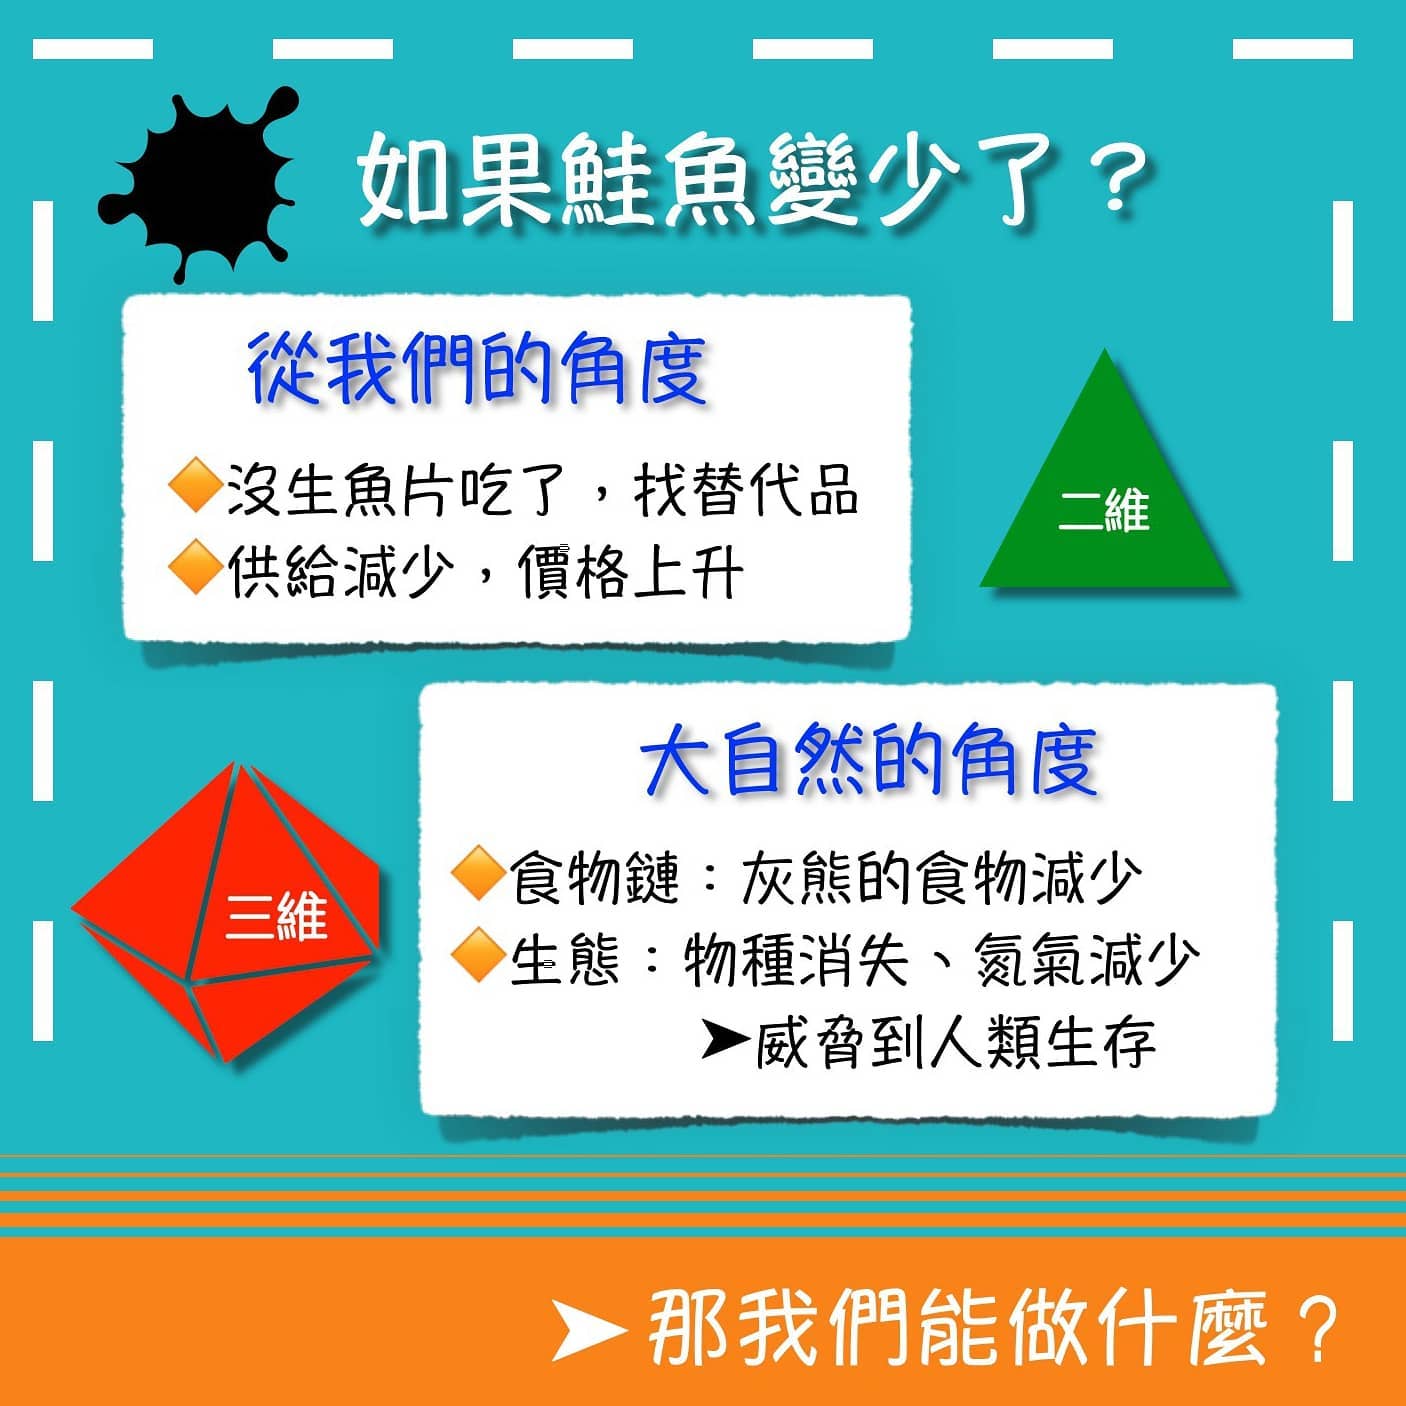 如果鮭魚變少了？
從我們的角度
🔶沒生魚片吃了，找替代品
🔶供給減少，價格上升
二維
大自然的角度
🔶食物鏈：灰熊的食物減少
🔶生態：物種消失、氮氣減少
➤威脅到人類生存
三維
➤那我們能做什麼？